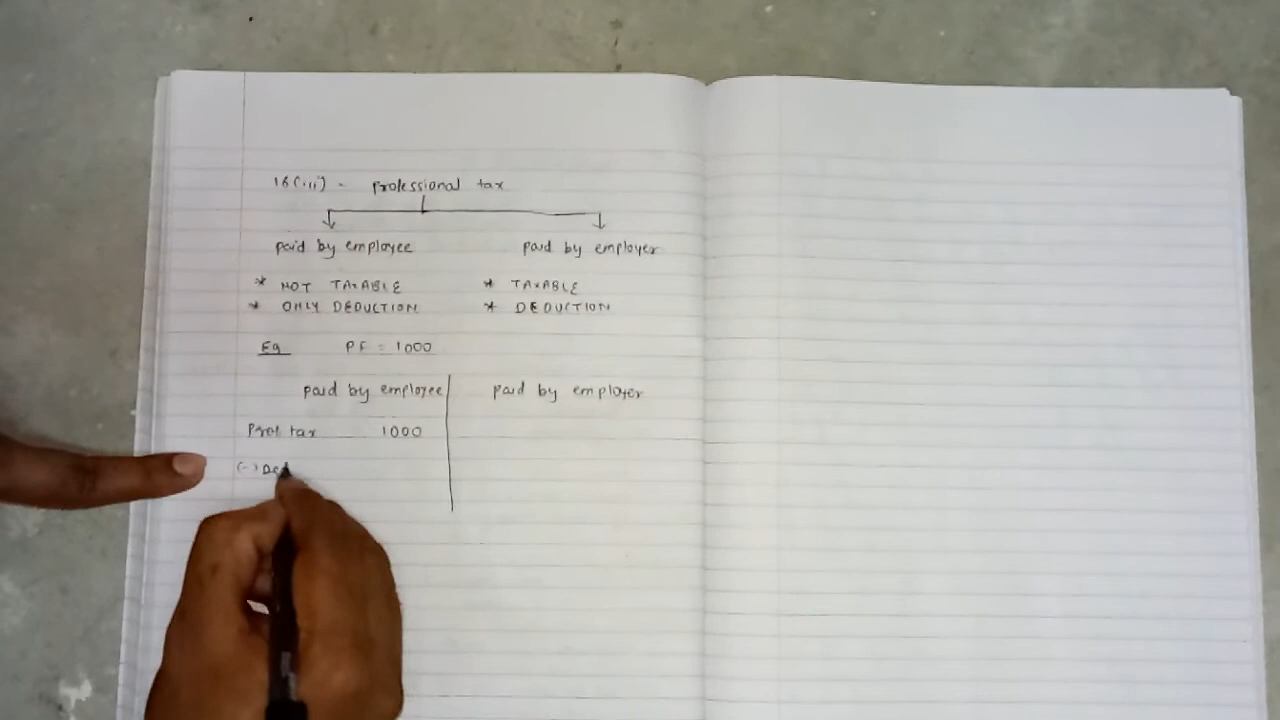 16(iii) - Professional tax
paid by employee paid by employer
* NOT TAXABLE * TAXABLE
* ONLY DEDUCTION * DEDUCTION
Eg PF = 1000
paid by employee paid by employer
Prof. tax 1000
(-) Ded